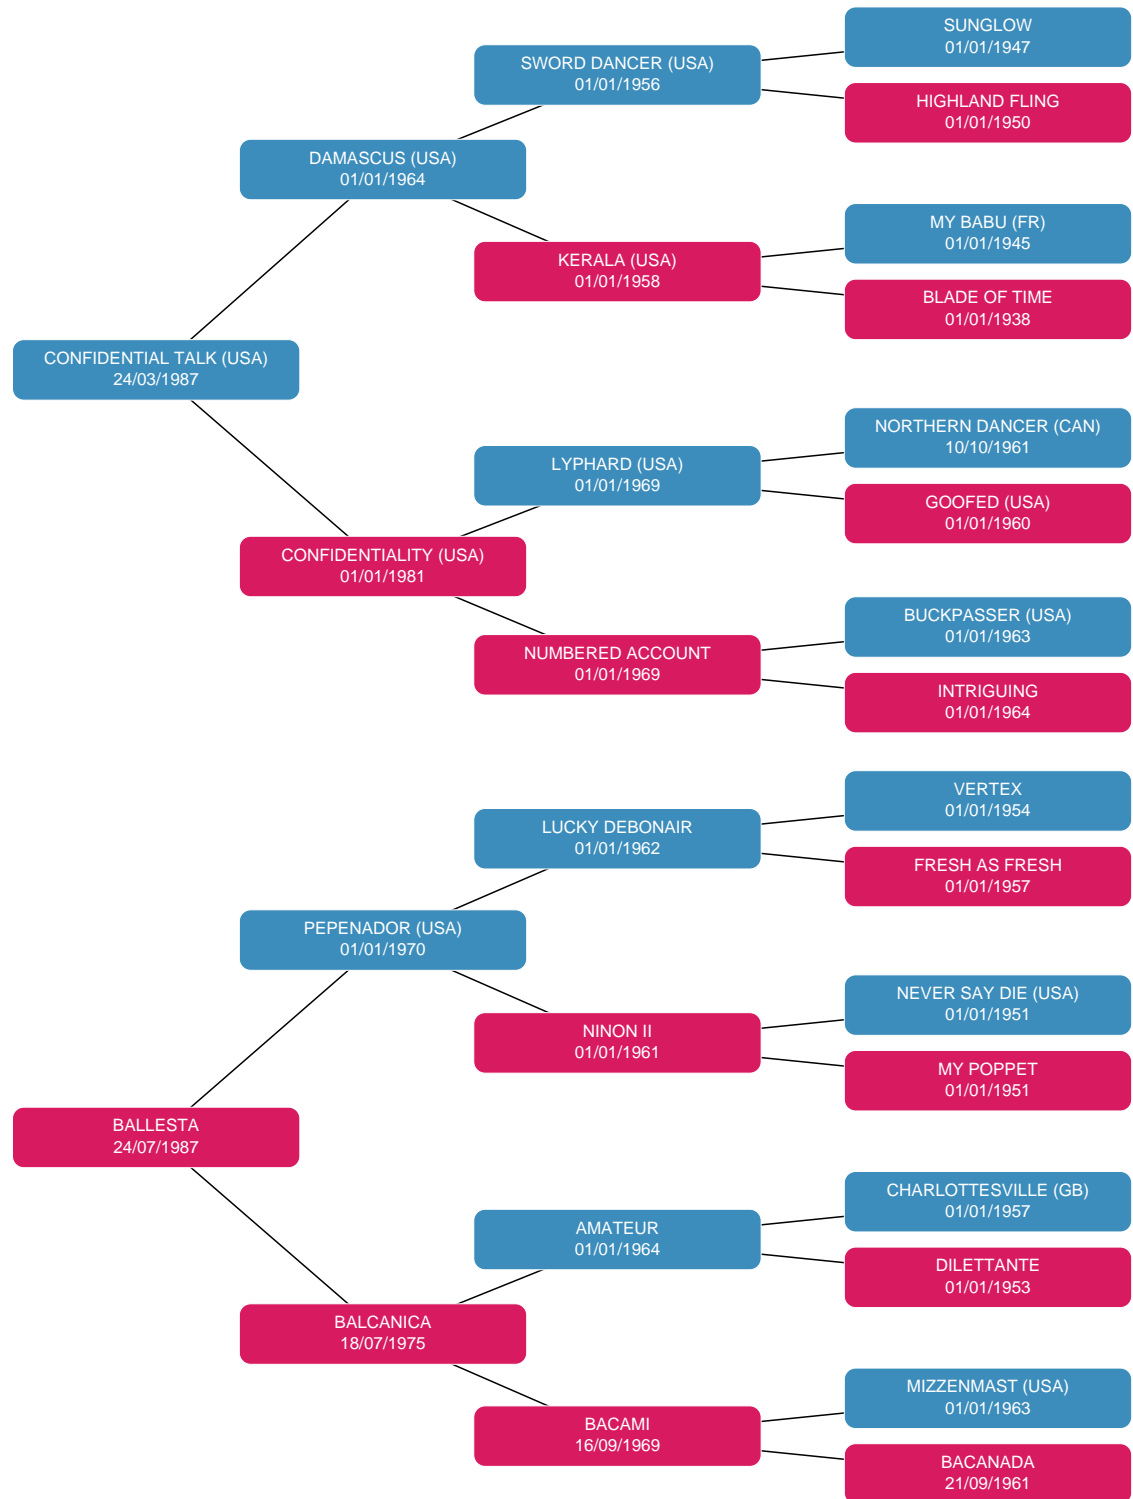 SUNGLOW
01/01/1947
SWORD DANCER (USA)
01/01/1956
HIGHLAND FLING
01/01/1950
DAMASCUS (USA)
01/01/1964
MY BABU (FR)
01/01/1945
KERALA (USA)
01/01/1958
BLADE OF TIME
01/01/1938
CONFIDENTIAL TALK (USA)
24/03/1987
NORTHERN DANCER (CAN)
10/10/1961
LYPHARD (USA)
01/01/1969
GOOFED (USA)
01/01/1960
CONFIDENTIALITY (USA)
01/01/1981
BUCKPASSER (USA)
01/01/1963
NUMBERED ACCOUNT
01/01/1969
INTRIGUING
01/01/1964
VERTEX
01/01/1954
LUCKY DEBONAIR
01/01/1962
FRESH AS FRESH
01/01/1957
PEPENADOR (USA)
01/01/1970
NEVER SAY DIE (USA)
01/01/1951
NINON II
01/01/1961
MY POPPET
01/01/1951
BALLESTA
24/07/1987
CHARLOTTESVILLE (GB)
01/01/1957
AMATEUR
01/01/1964
DILETTANTE
01/01/1953
BALCANICA
18/07/1975
MIZZENMAST (USA)
01/01/1963
BACAMI
16/09/1969
BACANADA
21/09/1961